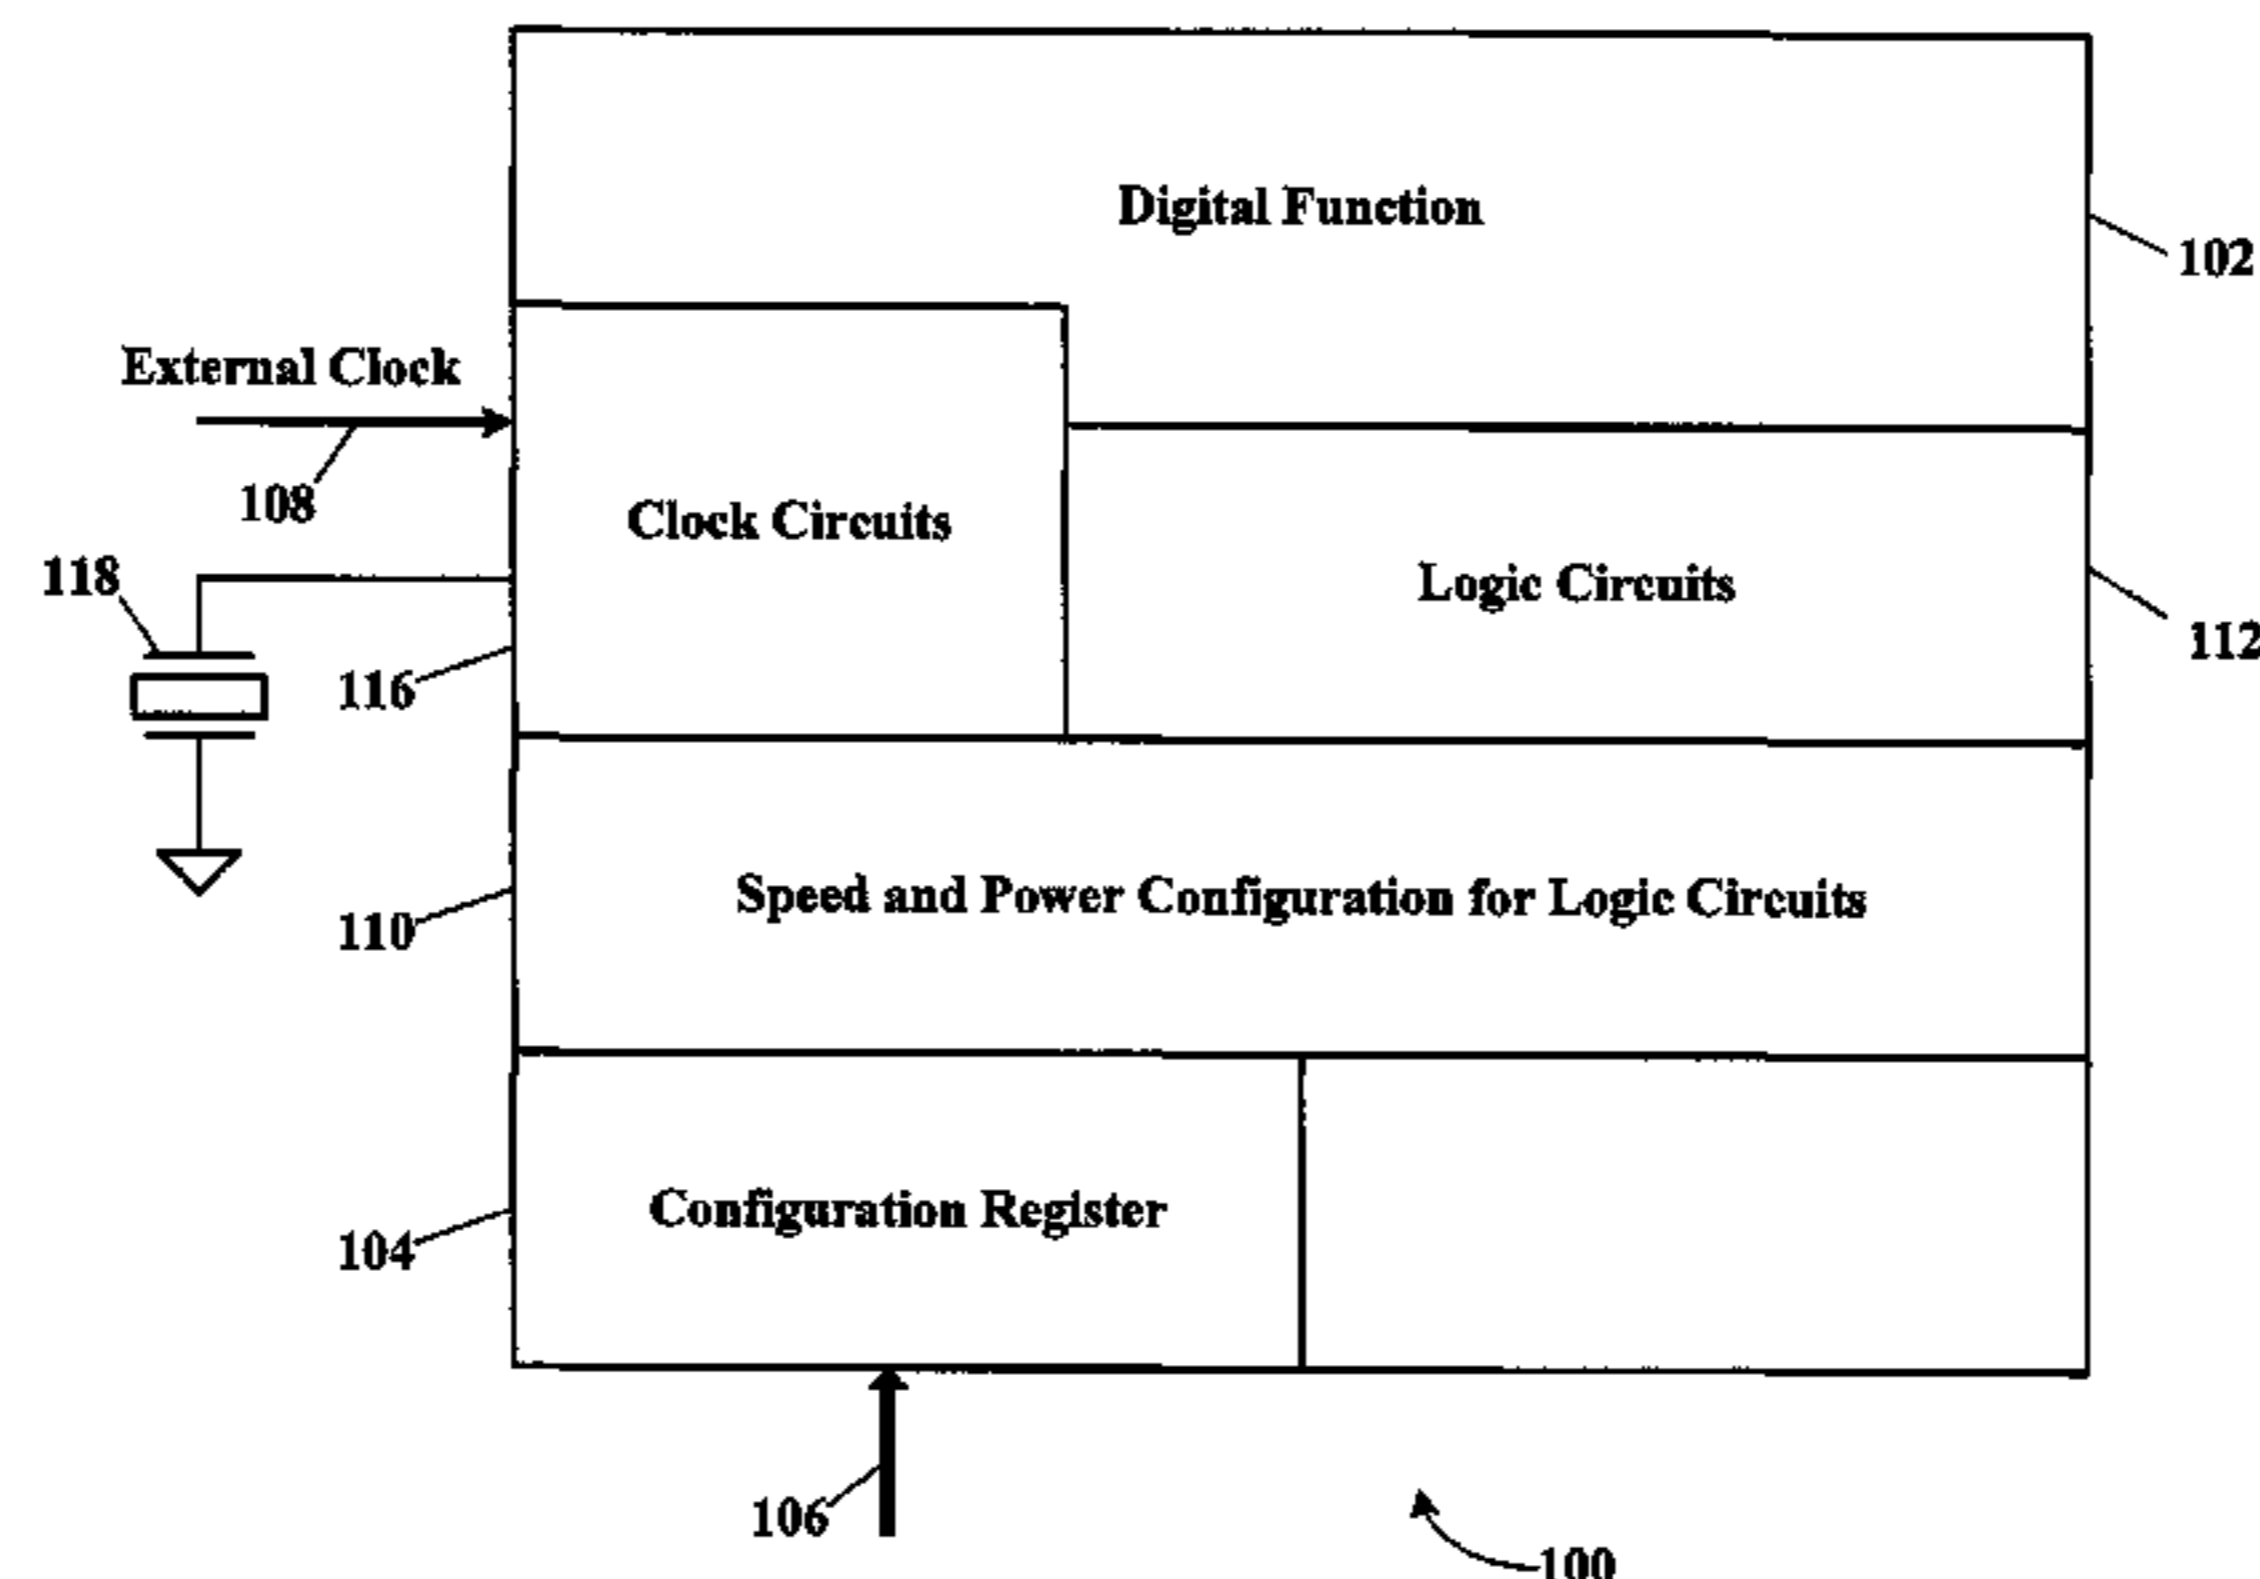 Digital Function
102
External Clock
108
Clock Circuits
118
Logic Circuits
112
116
Speed and Power Configuration for Logic Circuits
110
Configuration Register
104
106
100